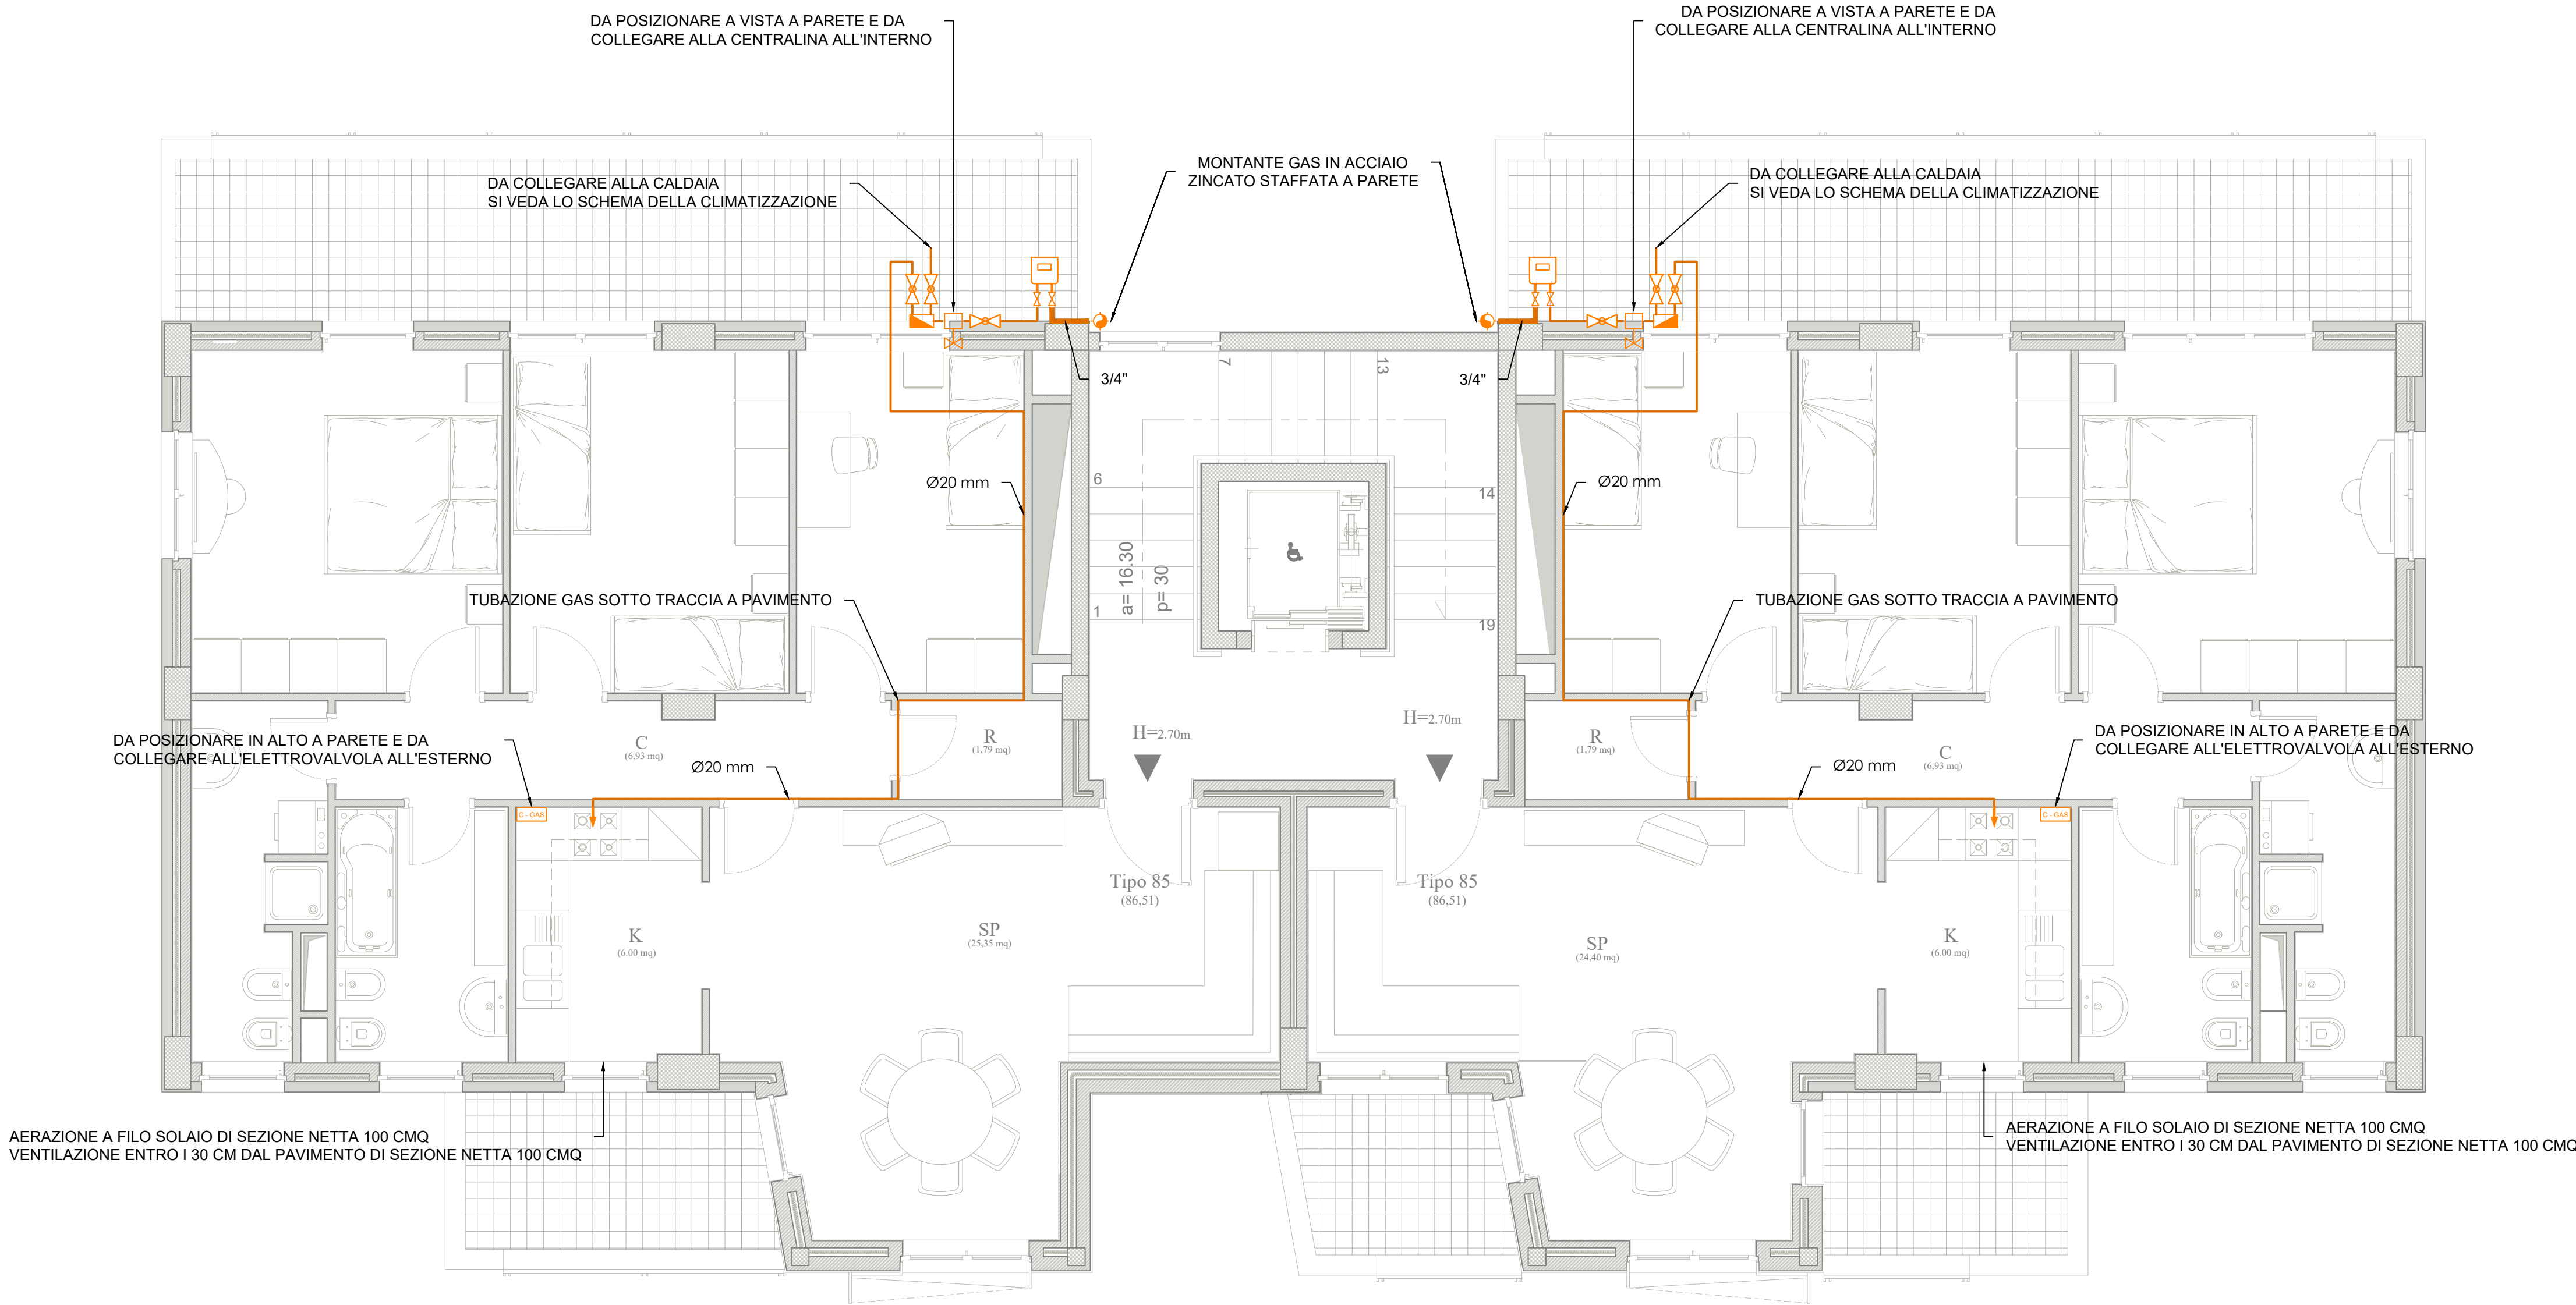 DA POSIZIONARE A VISTA A PARETE E DA
COLLEGARE ALLA CENTRALINA ALL'INTERNO
DA POSIZIONARE A VISTA A PARETE E DA
COLLEGARE ALLA CENTRALINA ALL'INTERNO
MONTANTE GAS IN ACCIAIO
ZINCATO STAFFATA A PARETE
DA COLLEGARE ALLA CALDAIA
SI VEDA LO SCHEMA DELLA CLIMATIZZAZIONE
DA COLLEGARE ALLA CALDAIA
SI VEDA LO SCHEMA DELLA CLIMATIZZAZIONE
3/4"
7
13
3/4"
Ø20 mm
6
14
Ø20 mm
a= 16.30
p= 30
TUBAZIONE GAS SOTTO TRACCIA A PAVIMENTO
1
19
TUBAZIONE GAS SOTTO TRACCIA A PAVIMENTO
H=2.70m
H=2.70m
DA POSIZIONARE IN ALTO A PARETE E DA
COLLEGARE ALL'ELETTROVALVOLA ALL'ESTERNO
C
(6,93 mq)
R
(1,79 mq)
R
(1,79 mq)
C
(6,93 mq)
DA POSIZIONARE IN ALTO A PARETE E DA
COLLEGARE ALL'ELETTROVALVOLA ALL'ESTERNO
Ø20 mm
Ø20 mm
C - GAS
C - GAS
Tipo 85
(86,51)
Tipo 85
(86,51)
K
(6.00 mq)
SP
(25,35 mq)
SP
(24,40 mq)
K
(6.00 mq)
AERAZIONE A FILO SOLAIO DI SEZIONE NETTA 100 CMQ
VENTILAZIONE ENTRO I 30 CM DAL PAVIMENTO DI SEZIONE NETTA 100 CMQ
AERAZIONE A FILO SOLAIO DI SEZIONE NETTA 100 CMQ
VENTILAZIONE ENTRO I 30 CM DAL PAVIMENTO DI SEZIONE NETTA 100 CMQ